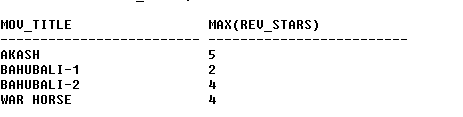 MOV_TITLE MAX(REV_STARS)
------------------------- -------------------------
AKASH 5
BAHUBALI-1 2
BAHUBALI-2 4
WAR HORSE 4